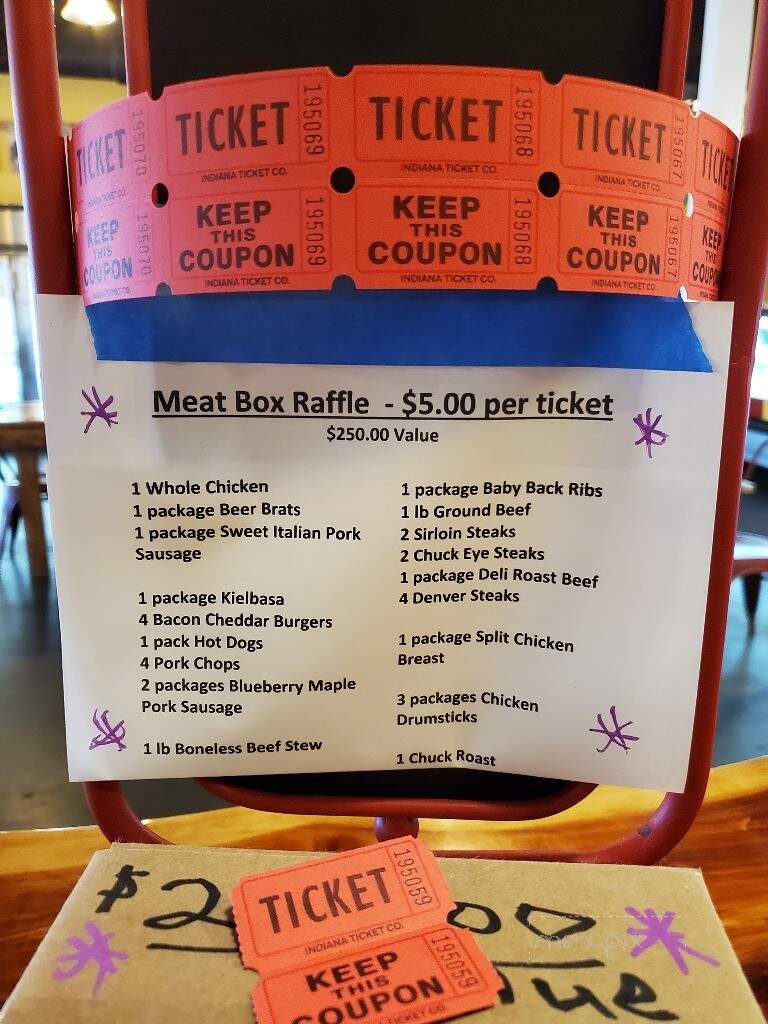 TICKET 195070 TICKET 195069 TICKET 195068 TICKET 195067 TICKET
INDIANA TICKET CO. INDIANA TICKET CO. INDIANA TICKET CO. INDIANA TICKET CO.
KEEP KEEP KEEP KEEP KEEP
THIS THIS THIS THIS
COUPON 195070 COUPON 195069 COUPON 195068 COUPON 195067
INDIANA TICKET CO. INDIANA TICKET CO. INDIANA TICKET CO. INDIANA TICKET CO.
Meat Box Raffle - $5.00 per ticket
$250.00 Value
1 Whole Chicken
1 package Beer Brats
1 package Sweet Italian Pork
Sausage
1 package Kielbasa
4 Bacon Cheddar Burgers
1 pack Hot Dogs
4 Pork Chops
2 packages Blueberry Maple
Pork Sausage
1 lb Boneless Beef Stew
1 package Baby Back Ribs
1 lb Ground Beef
2 Sirloin Steaks
2 Chuck Eye Steaks
1 package Deli Roast Beef
4 Denver Steaks
1 package Split Chicken
Breast
3 packages Chicken
Drumsticks
1 Chuck Roast
TICKET 195059
INDIANA TICKET CO.
KEEP
THIS
COUPON 195059
TICKET CO.